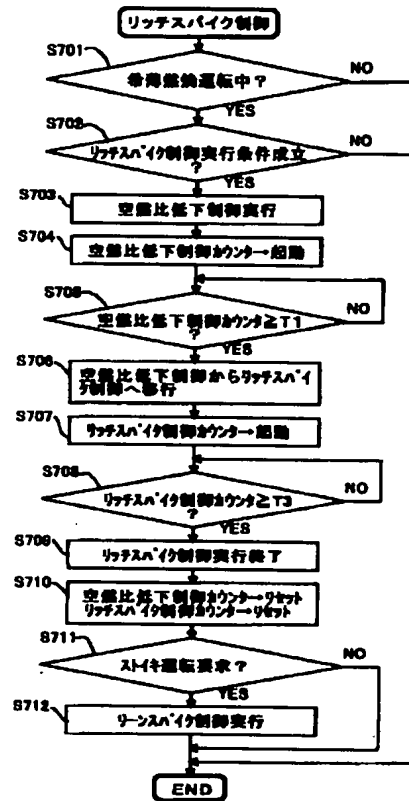 リッチスパイク制御
S701
希薄燃焼運転中?
NO
YES
S702
リッチスパイク制御実行条件成立
?
NO
YES
S703
空燃比低下制御実行
S704
空燃比低下制御カウンター→起動
S705
空燃比低下制御カウンタ≧T1
?
NO
YES
S706
空燃比低下制御からリッチスパイ
ク制御へ移行
S707
リッチスパイク制御カウンター→起動
S708
リッチスパイク制御カウンタ≧T3
?
NO
YES
S709
リッチスパイク制御実行終了
S710
空燃比低下制御カウンター→リセット
リッチスパイク制御カウンター→リセット
S711
ストイキ運転要求?
NO
YES
S712
リーンスパイク制御実行
END